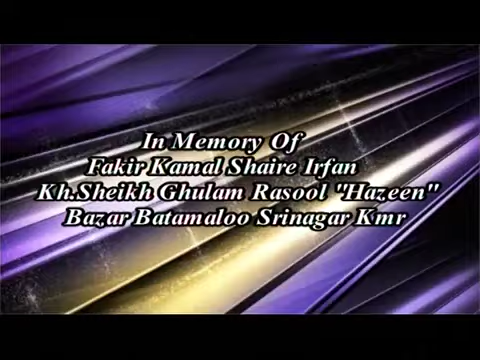 In Memory Of
Fakir Kamal Shaire Irfan
Kh.Sheikh Ghulam Rasool "Hazeen"
Bazar Batamaloo Srinagar Kmr